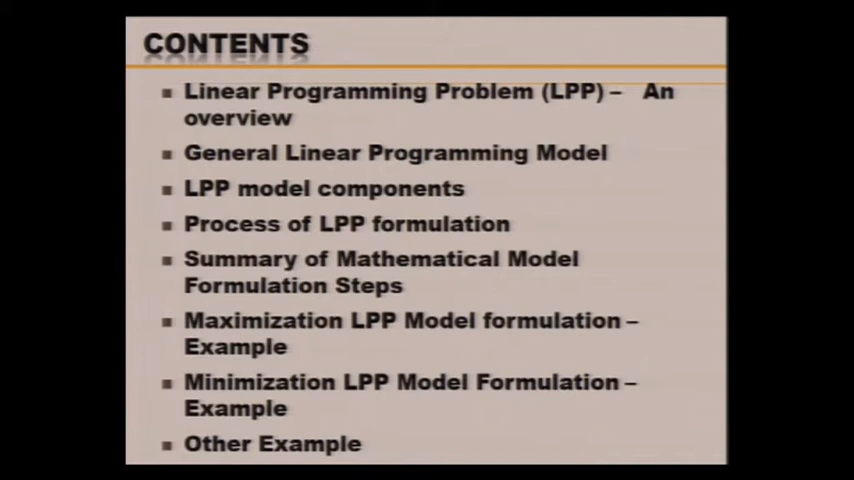 CONTENTS
▪ Linear Programming Problem (LPP) – An
overview
▪ General Linear Programming Model
▪ LPP model components
▪ Process of LPP formulation
▪ Summary of Mathematical Model
Formulation Steps
▪ Maximization LPP Model formulation –
Example
▪ Minimization LPP Model Formulation –
Example
▪ Other Example